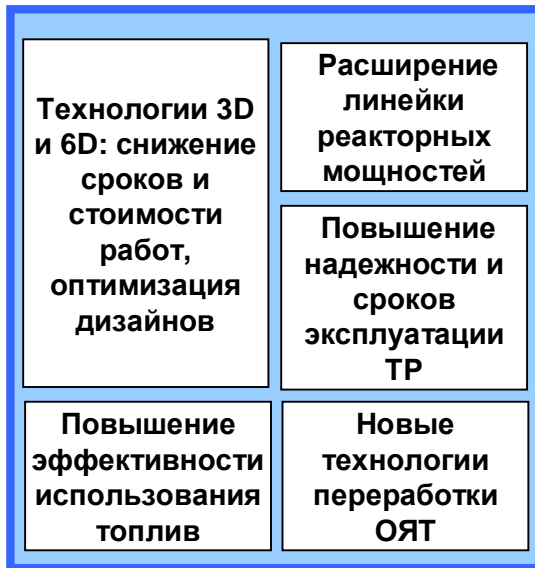 Технологии 3D
и 6D: снижение
сроков и
стоимости
работ,
оптимизация
дизайнов
Расширение
линейки
реакторных
мощностей
Повышение
надежности и
сроков
эксплуатации
ТР
Повышение
эффективности
использования
топлив
Новые
технологии
переработки
ОЯТ